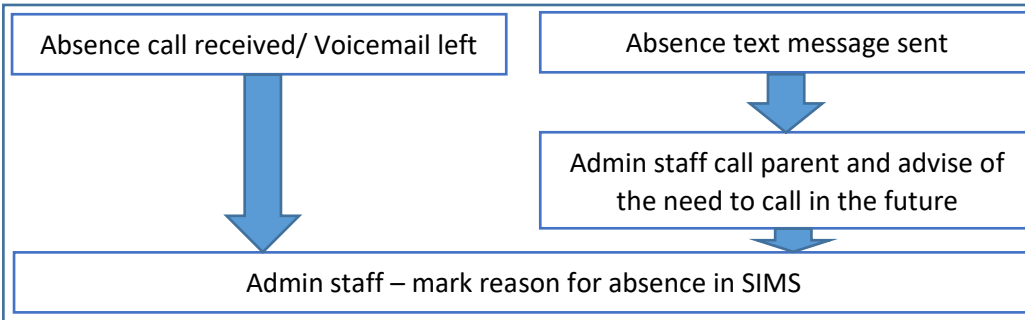 Absence call received/ Voicemail left
Absence text message sent
Admin staff call parent and advise of
the need to call in the future
Admin staff – mark reason for absence in SIMS